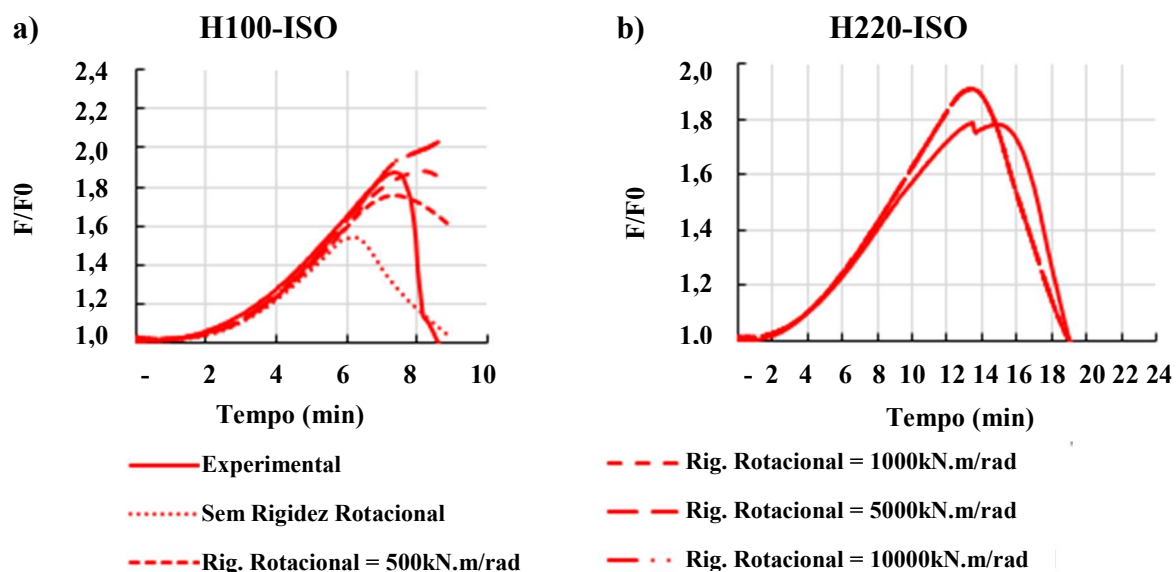 a) H100-ISO
F/F0
2,4
2,2
2,0
1,8
1,6
1,4
1,2
1,0
- 2 4 6 8 10
Tempo (min)
b) H220-ISO
F/F0
2,0
1,8
1,6
1,4
1,2
1.0
- 2 4 6 8 10 12 14 16 18 20 22 24
Tempo (min)
Experimental
Sem Rigidez Rotacional
Rig. Rotacional = 500kN.m/rad
Rig. Rotacional = 1000kN.m/rad
Rig. Rotacional = 5000kN.m/rad
Rig. Rotacional = 10000kN.m/rad